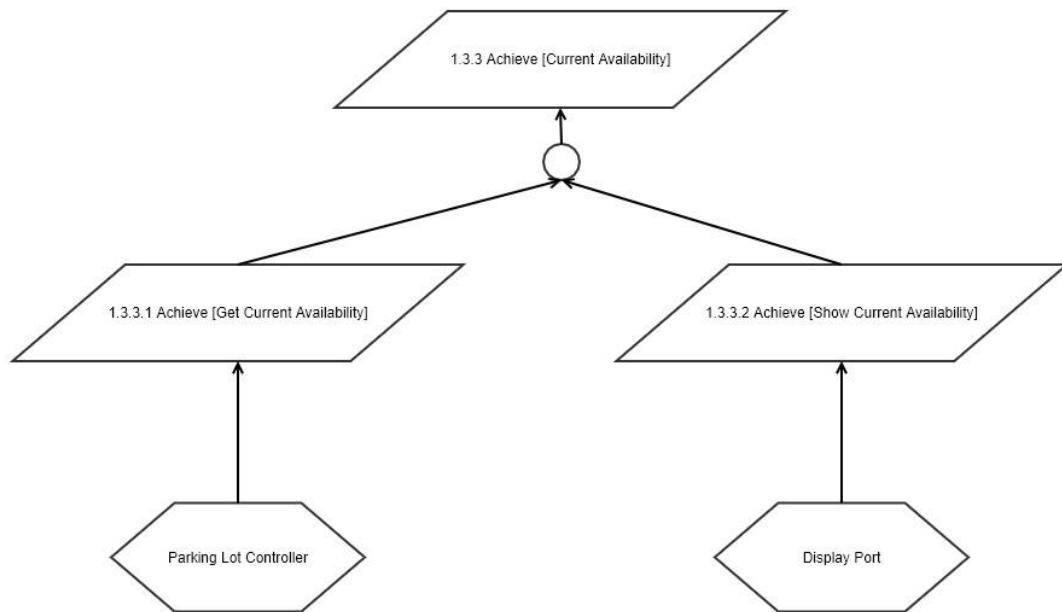 1.3.3 Achieve [Current Availability]
1.3.3.1 Achieve [Get Current Availability]
1.3.3.2 Achieve [Show Current Availability]
Parking Lot Controller
Display Port